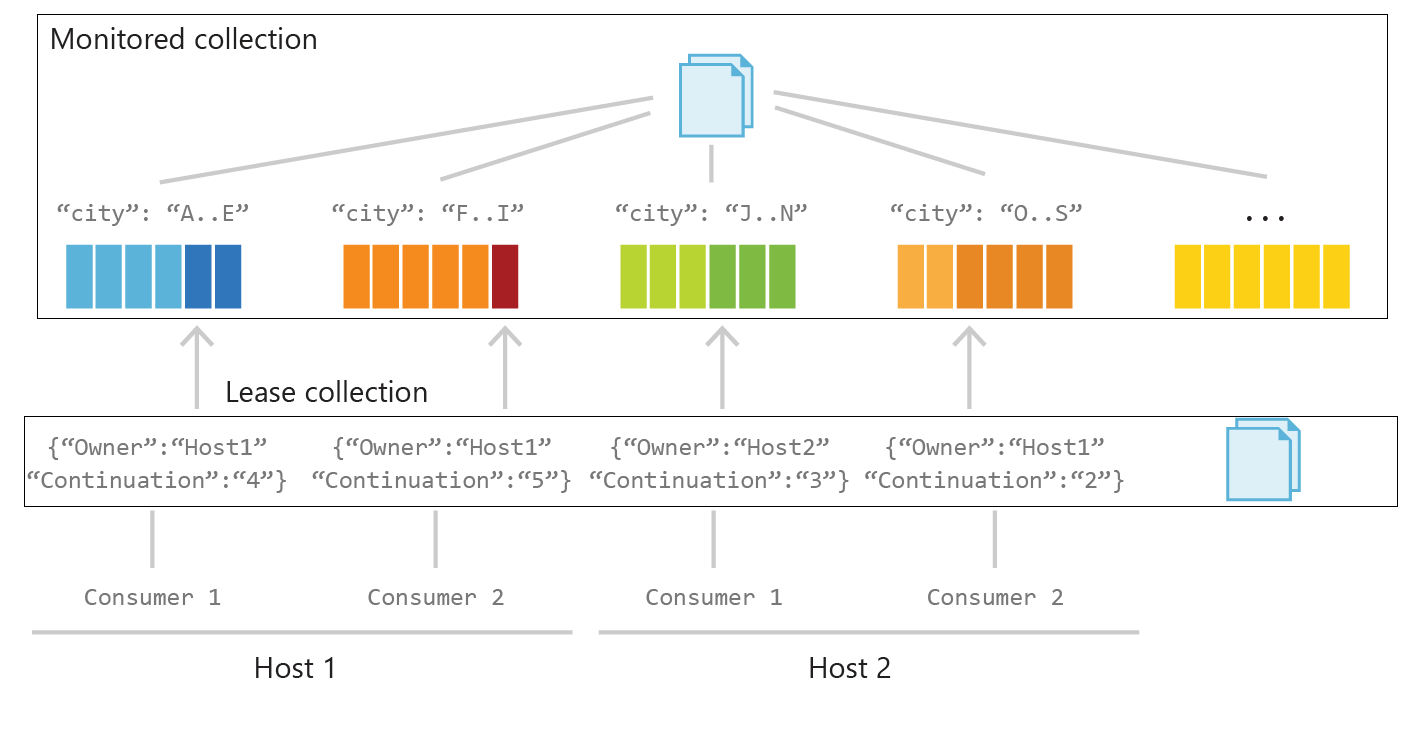 Monitored collection
“city”: “A..E”
“city”: “F..I”
“city”: “J..N”
“city”: “O..S”
...
Lease collection
{“Owner”:“Host1”
“Continuation”:“4”}
{“Owner”:“Host1”
“Continuation”:“5”}
{“Owner”:“Host2”
“Continuation”:“3”}
{“Owner”:“Host1”
“Continuation”:“2”}
Consumer 1
Consumer 2
Consumer 1
Consumer 2
Host 1
Host 2